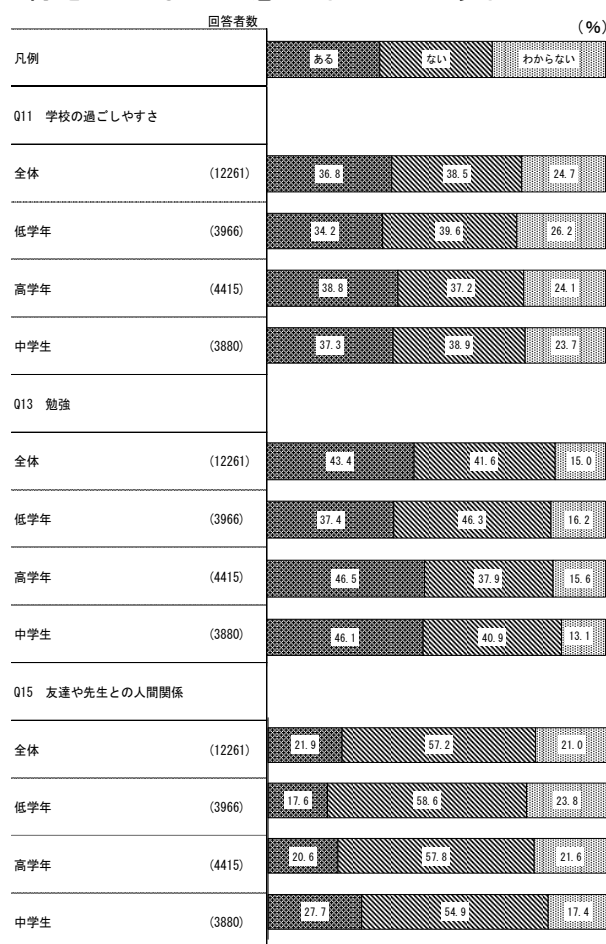 回答者数
(%)
凡例 ある ない わからない
Q11 学校の過ごしやすさ
全体 (12261) 36.8 38.5 24.7
低学年 (3966) 34.2 39.6 26.2
高学年 (4415) 38.8 37.2 24.1
中学生 (3880) 37.3 38.9 23.7
Q13 勉強
全体 (12261) 43.4 41.6 15.0
低学年 (3966) 37.4 46.3 16.2
高学年 (4415) 46.5 37.9 15.6
中学生 (3880) 46.1 40.9 13.1
Q15 友達や先生との人間関係
全体 (12261) 21.9 57.2 21.0
低学年 (3966) 17.6 58.6 23.8
高学年 (4415) 20.6 57.8 21.6
中学生 (3880) 27.7 54.9 17.4